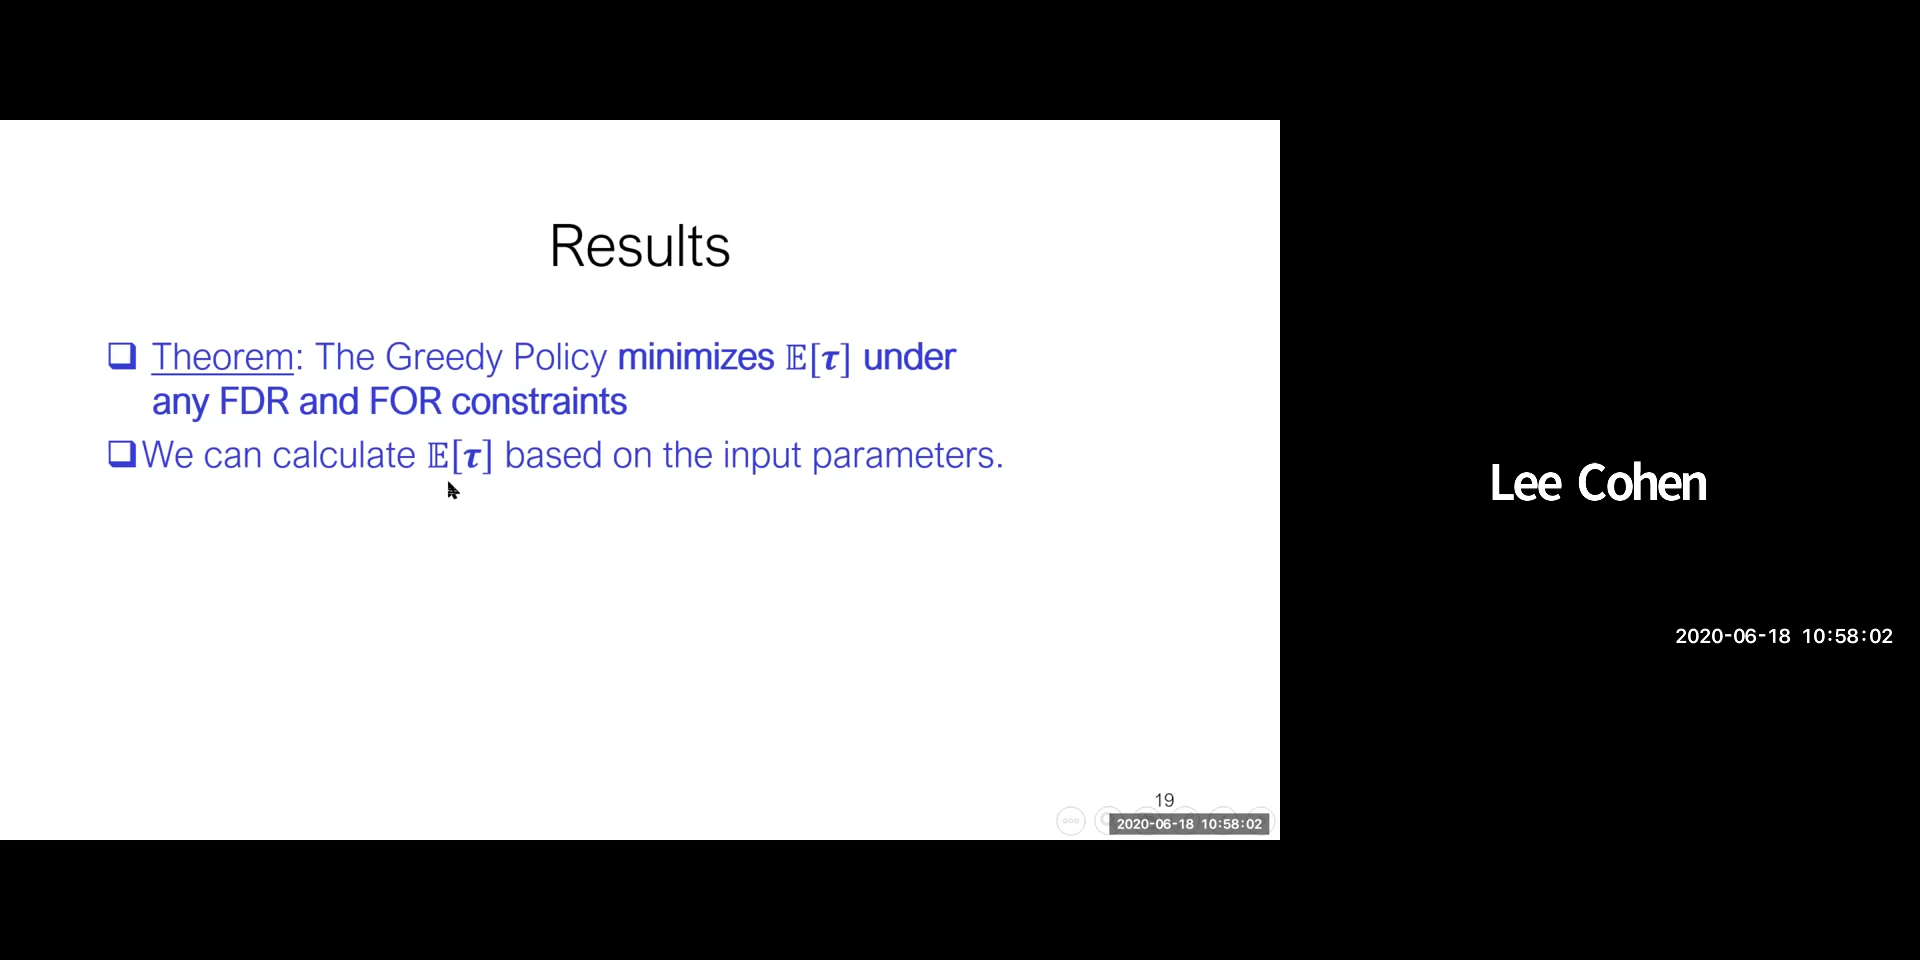 Results
❑ Theorem: The Greedy Policy minimizes 𝔼[τ] under
any FDR and FOR constraints
❑ We can calculate 𝔼[τ] based on the input parameters.
Lee Cohen
2020-06-18 10:58:02
19
2020-06-18 10:58:02